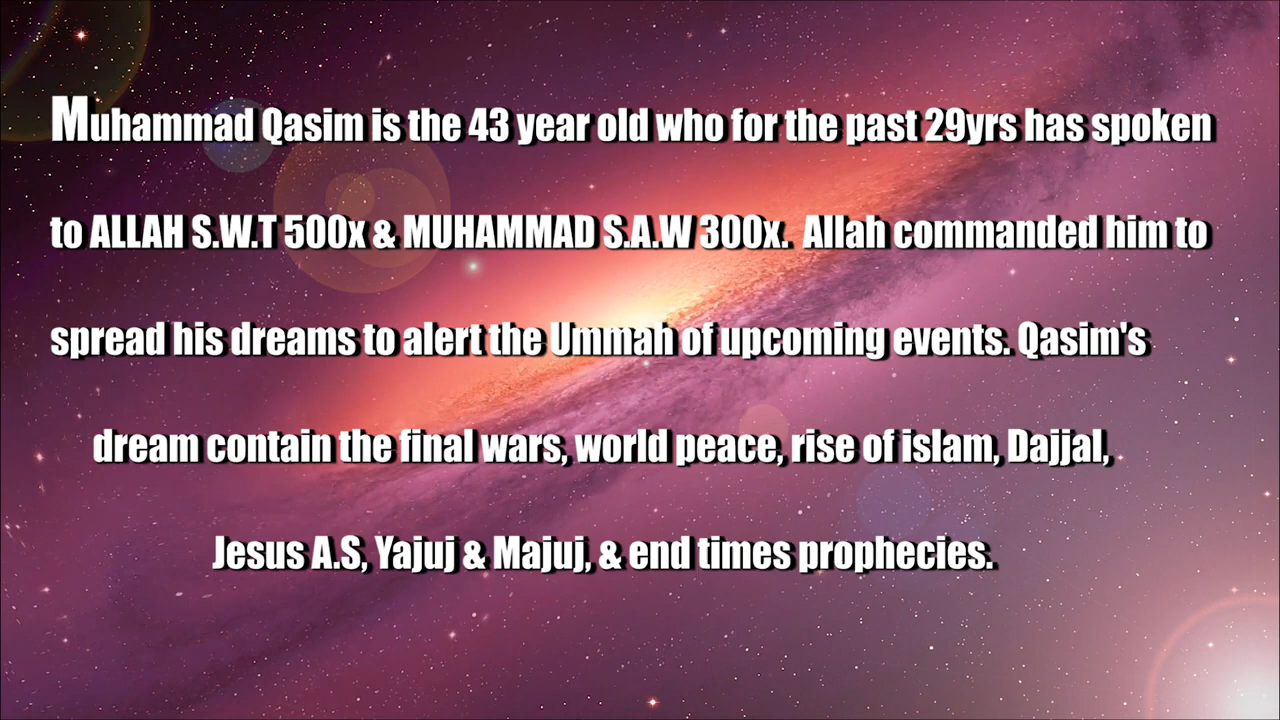 Muhammad Qasim is the 43 year old who for the past 29yrs has spoken
to ALLAH S.W.T 500x & MUHAMMAD S.A.W 300x. Allah commanded him to
spread his dreams to alert the Ummah of upcoming events. Qasim's
dream contain the final wars, world peace, rise of islam, Dajjal,
Jesus A.S, Yajuj & Majuj, & end times prophecies.